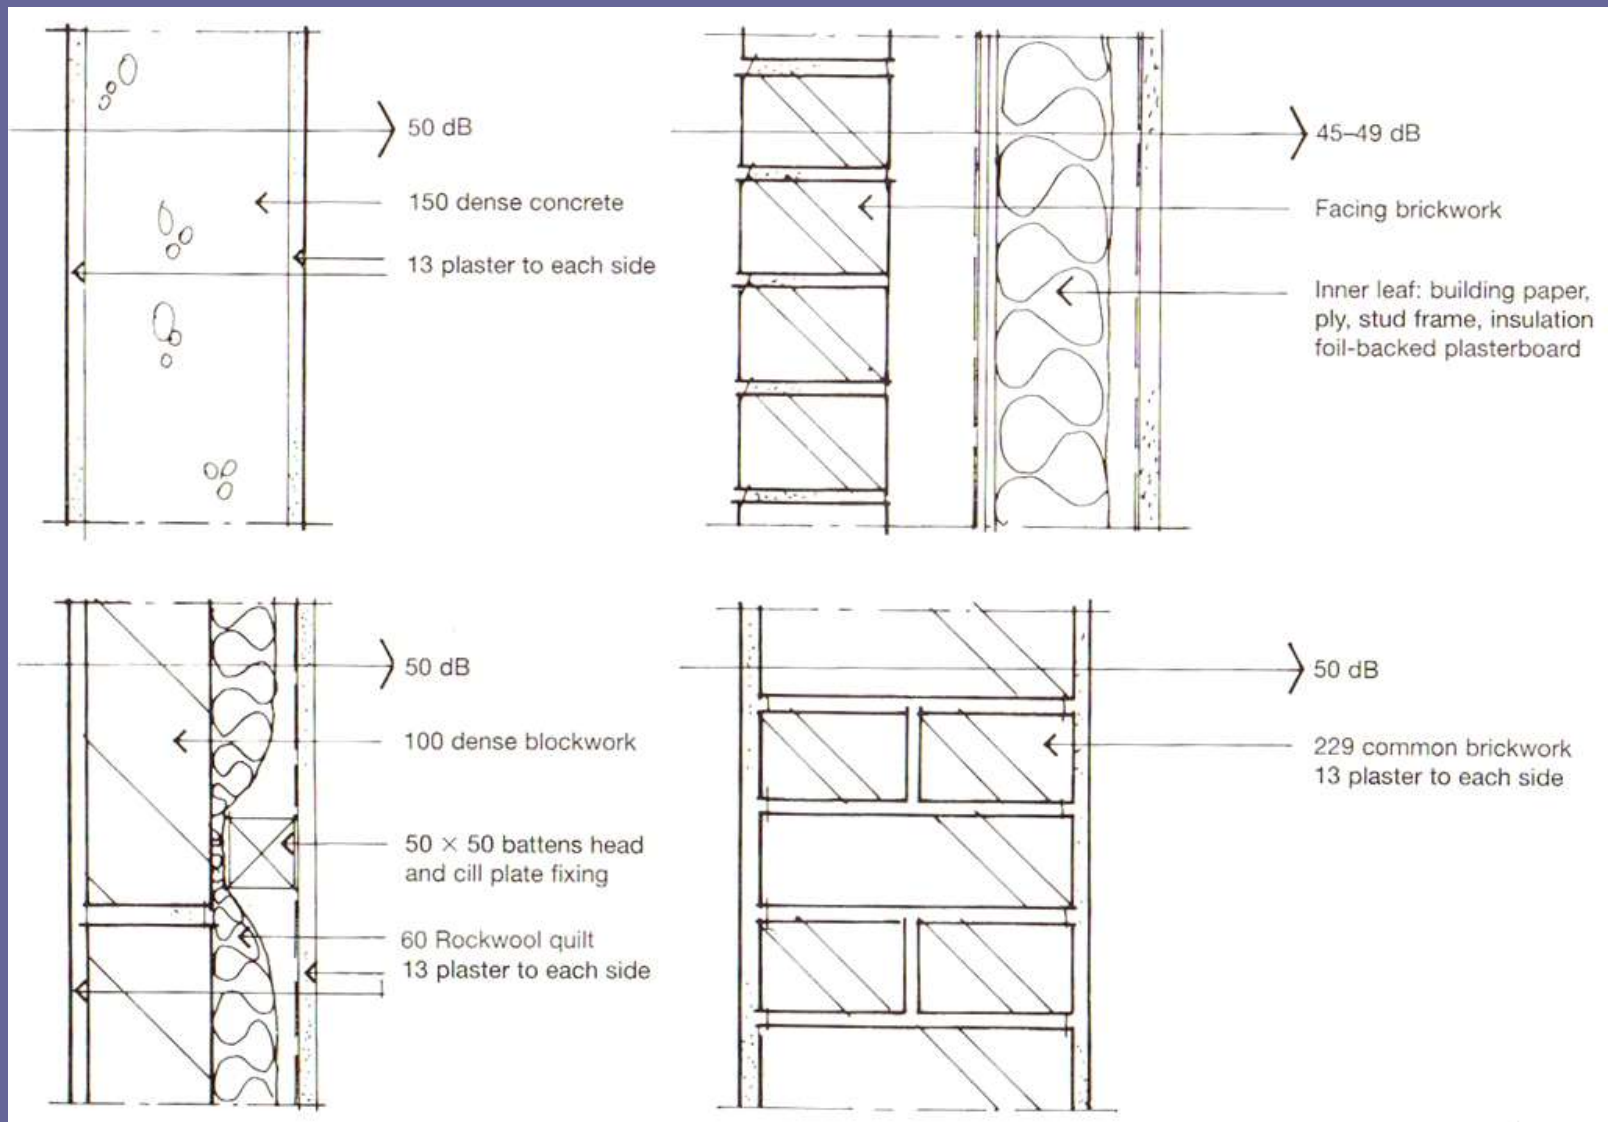 50 dB
150 dense concrete
13 plaster to each side
45–49 dB
Facing brickwork
Inner leaf: building paper,
ply, stud frame, insulation
foil-backed plasterboard
50 dB
100 dense blockwork
50 × 50 battens head
and cill plate fixing
60 Rockwool quilt
13 plaster to each side
50 dB
229 common brickwork
13 plaster to each side